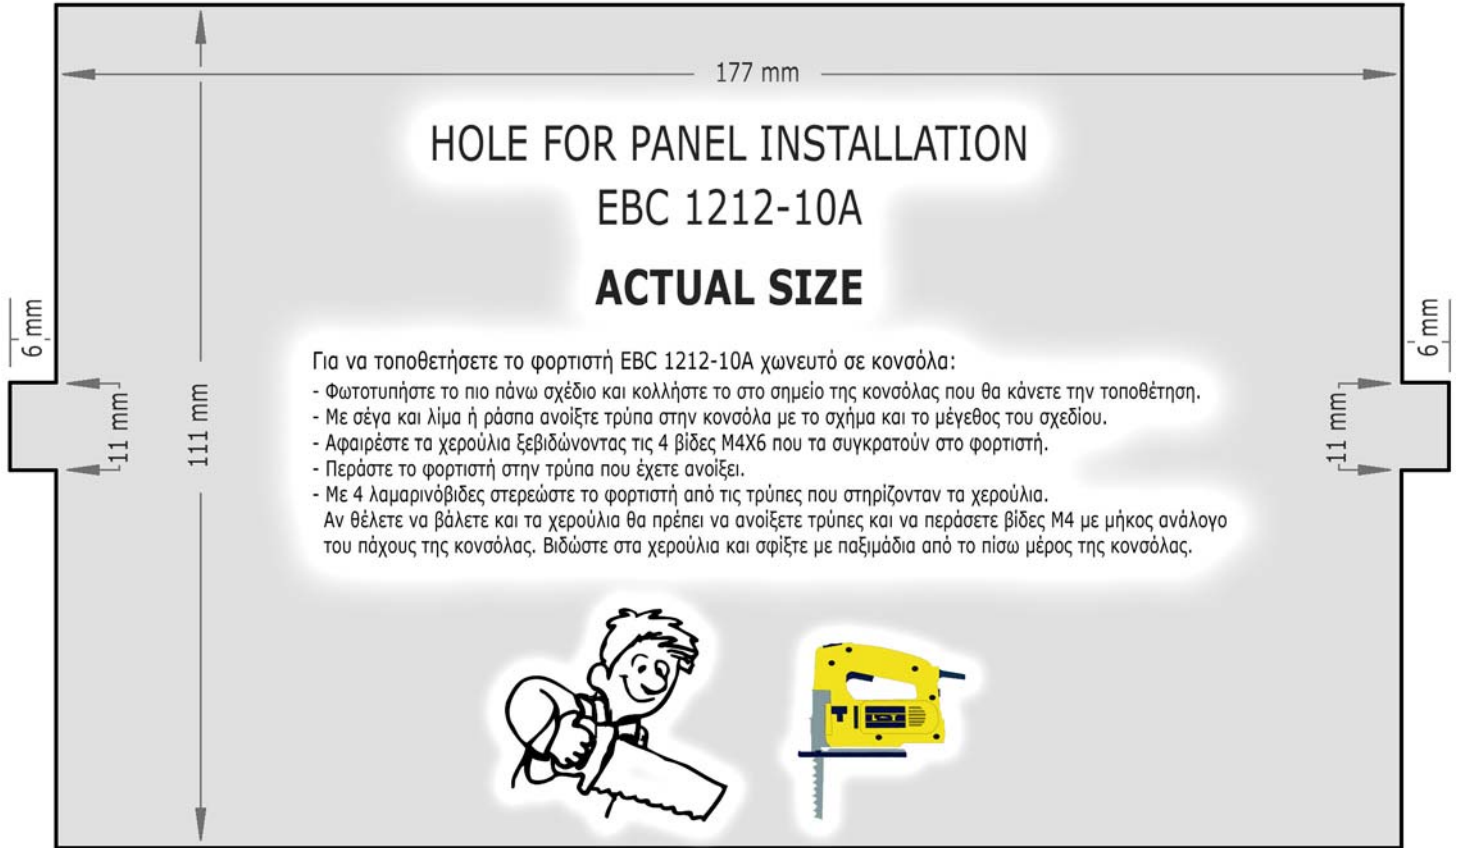 177 mm
HOLE FOR PANEL INSTALLATION
EBC 1212-10A
ACTUAL SIZE
6 mm
6 mm
11 mm
111 mm
11 mm
Για να τοποθετήσετε το φορτιστή EBC 1212-10A χωνευτό σε κονσόλα:
- Φωτοτυπήστε το πιο πάνω σχέδιο και κολλήστε το στο σημείο της κονσόλας που θα κάνετε την τοποθέτηση.
- Με σέγα και λίμα ή ράσπα ανοίξτε τρύπα στην κονσόλα με το σχήμα και το μέγεθος του σχεδίου.
- Αφαιρέστε τα χερούλια ξεβιδώνοντας τις 4 βίδες M4X6 που τα συγκρατούν στο φορτιστή.
- Περάστε το φορτιστή στην τρύπα που έχετε ανοίξει.
- Με 4 λαμαρινόβιδες στερεώστε το φορτιστή από τις τρύπες που στηρίζονταν τα χερούλια.
Αν θέλετε να βάλετε και τα χερούλια θα πρέπει να ανοίξετε τρύπες και να περάσετε βίδες M4 με μήκος ανάλογο
του πάχους της κονσόλας. Βιδώστε στα χερούλια και σφίξτε με παξιμάδια από το πίσω μέρος της κονσόλας.